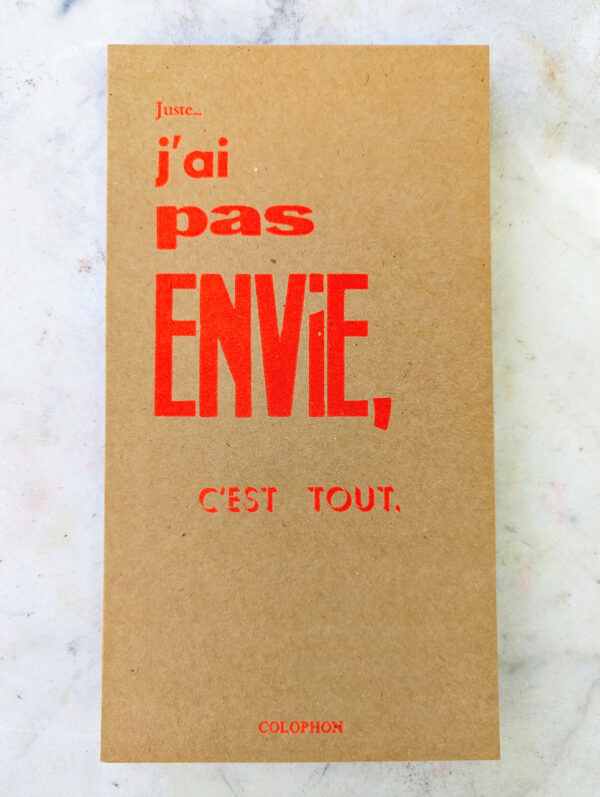 Juste...
j'ai
pas
ENViE,
C'EST TOUT.
COLOPHON